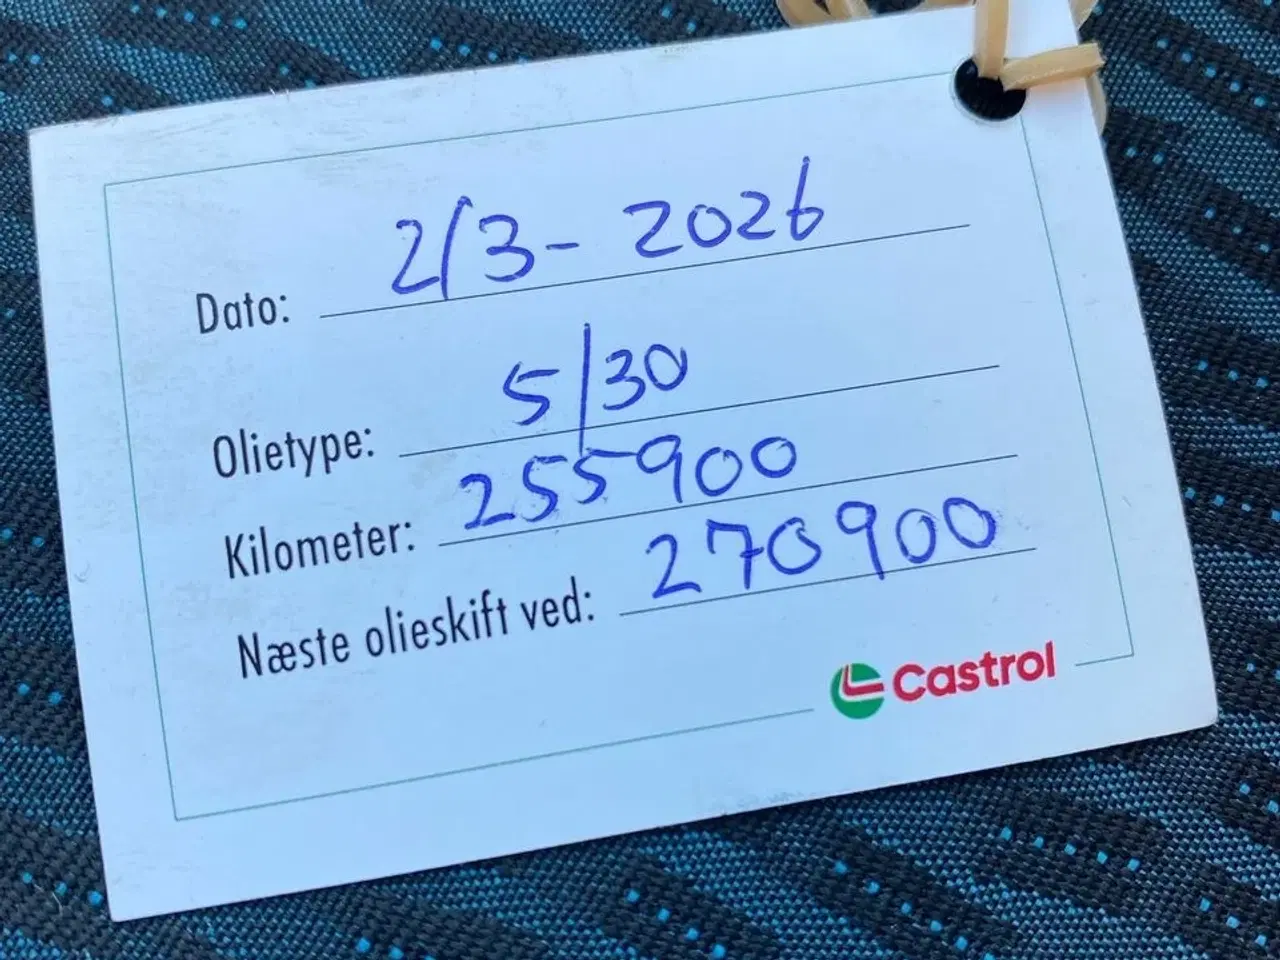 Dato: 2/3- 2026
Olietype: 5/30
Kilometer: 255900
Næste olieskift ved: 270900
Castrol